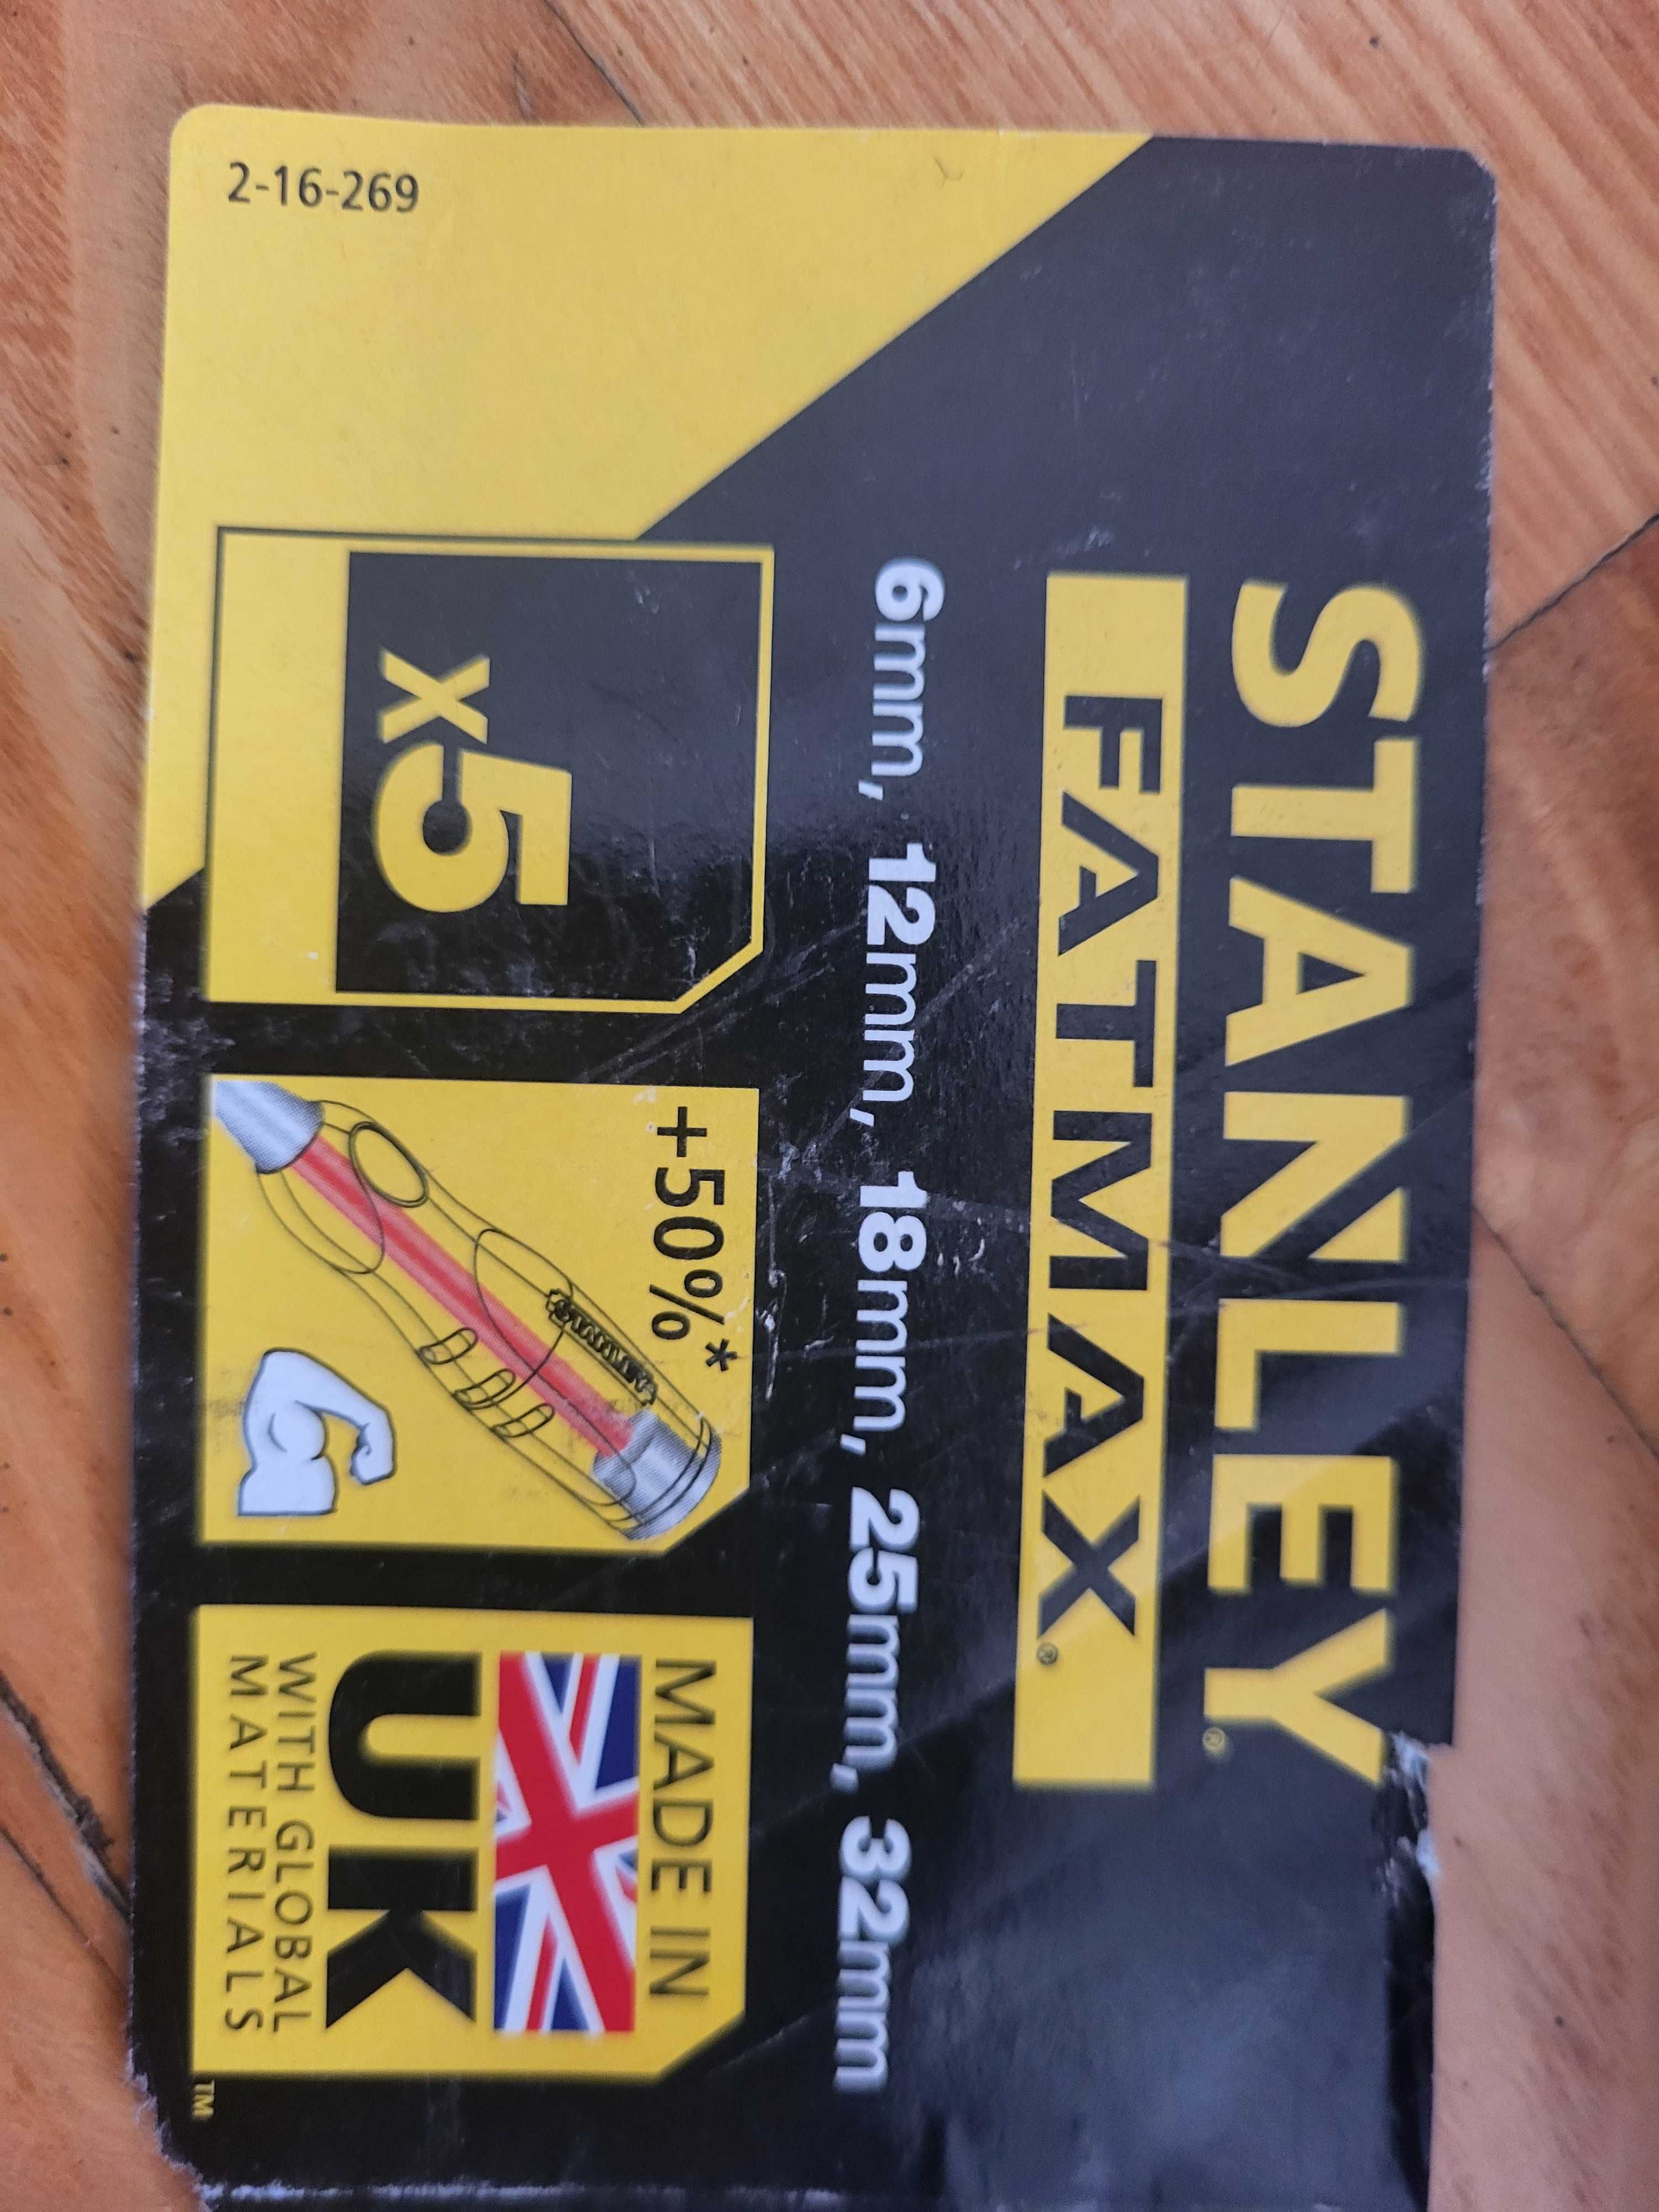 STANLEY®
FATMAX®
6mm, 12mm, 18mm, 25mm, 32mm
x5
+50%*
STANLEY
MADE IN
UK
WITH GLOBAL
MATERIALS
TM
2-16-269